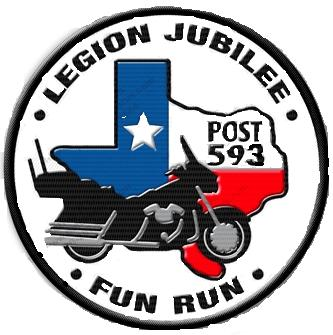 • LEGION JUBILEE •
POST
593
FUN RUN